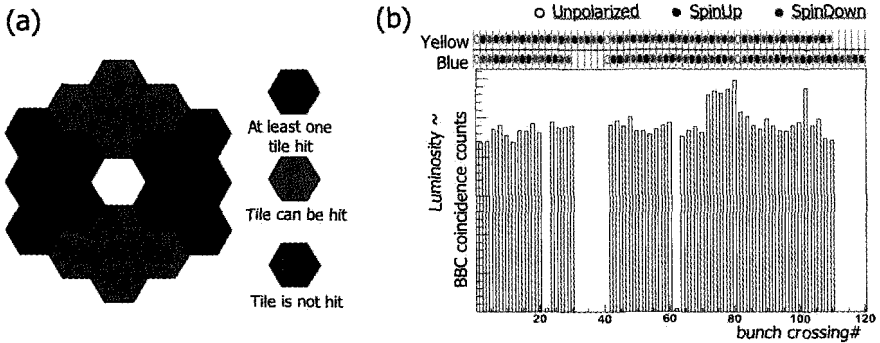 (a)
At least one
tile hit
Tile can be hit
Tile is not hit
(b)
Unpolarized SpinUp SpinDown
Yellow
Blue
Luminosity ~
BBC coincidence counts
20 40 60 80 100 120
bunch crossing#